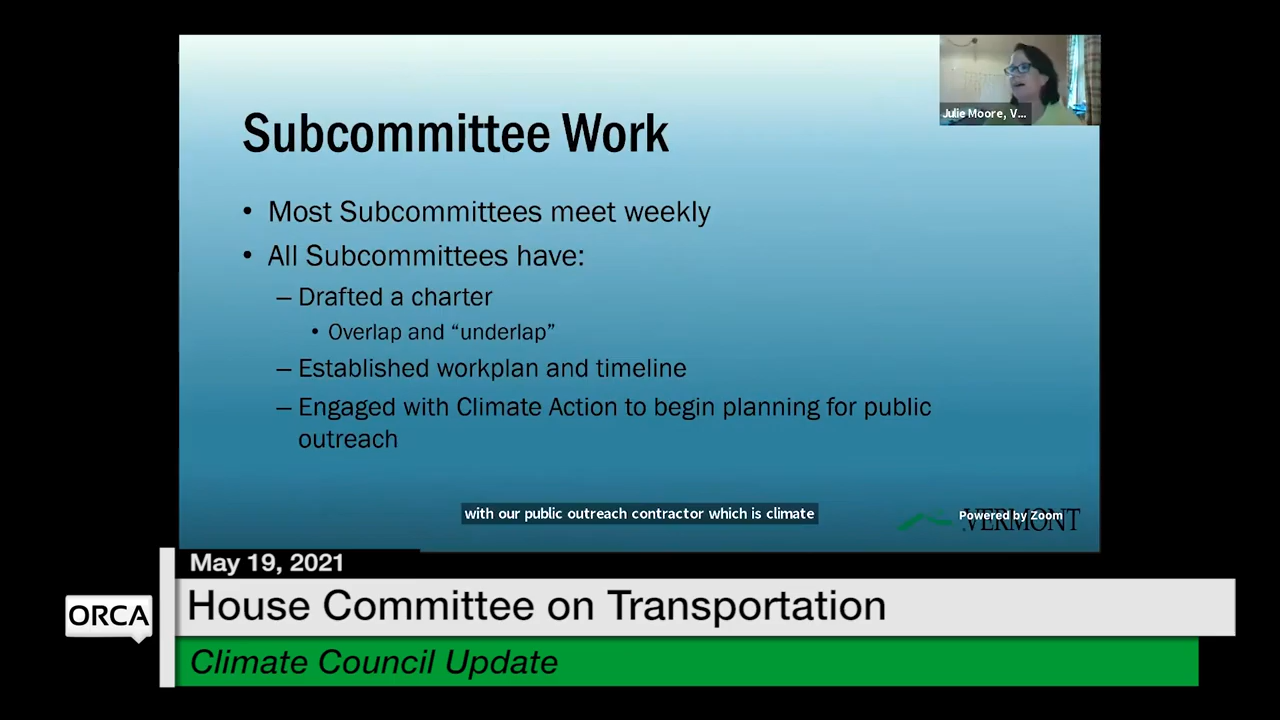 Julie Moore, V...
Subcommittee Work
• Most Subcommittees meet weekly
• All Subcommittees have:
– Drafted a charter
• Overlap and “underlap”
– Established workplan and timeline
– Engaged with Climate Action to begin planning for public
outreach
with our public outreach contractor which is climate
Powered by Zoom
VERMONT
May 19, 2021
House Committee on Transportation
ORCA
Climate Council Update